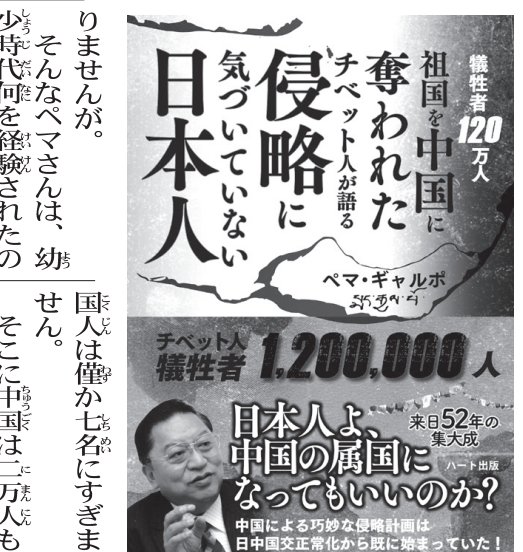 犠牲者120万人
祖国を中国に
奪われた
チベット人が語る
侵略に
気づいていない
日本人
ペマ・ギャルポ
チベット人
犠牲者 1,200,000人
日本人よ、
中国の属国に
なってもいいのか?
来日52年の
集大成
ハート出版
中国による巧妙な侵略計画は
日中国交正常化から既に始まっていた!
りませんが。
そんなペマさんは、幼
少時代何を経験されたの
国人は僅か七名にすぎま
せん。
そこに中国は二万人も